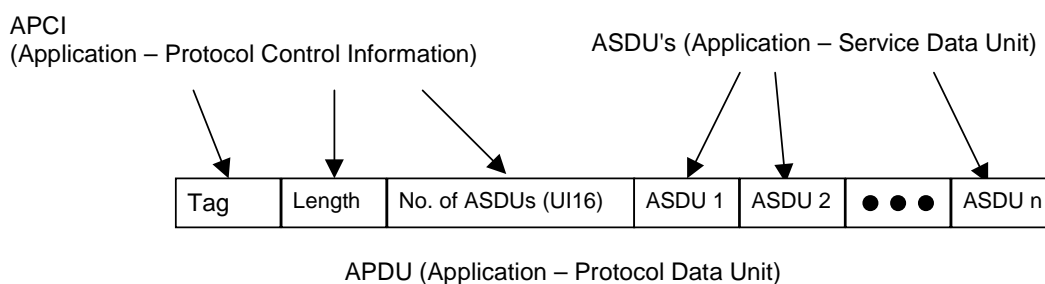 APCI
(Application – Protocol Control Information)
ASDU's (Application – Service Data Unit)
Tag
Length
No. of ASDUs (UI16)
ASDU 1
ASDU 2
●●●
ASDU n
APDU (Application – Protocol Data Unit)